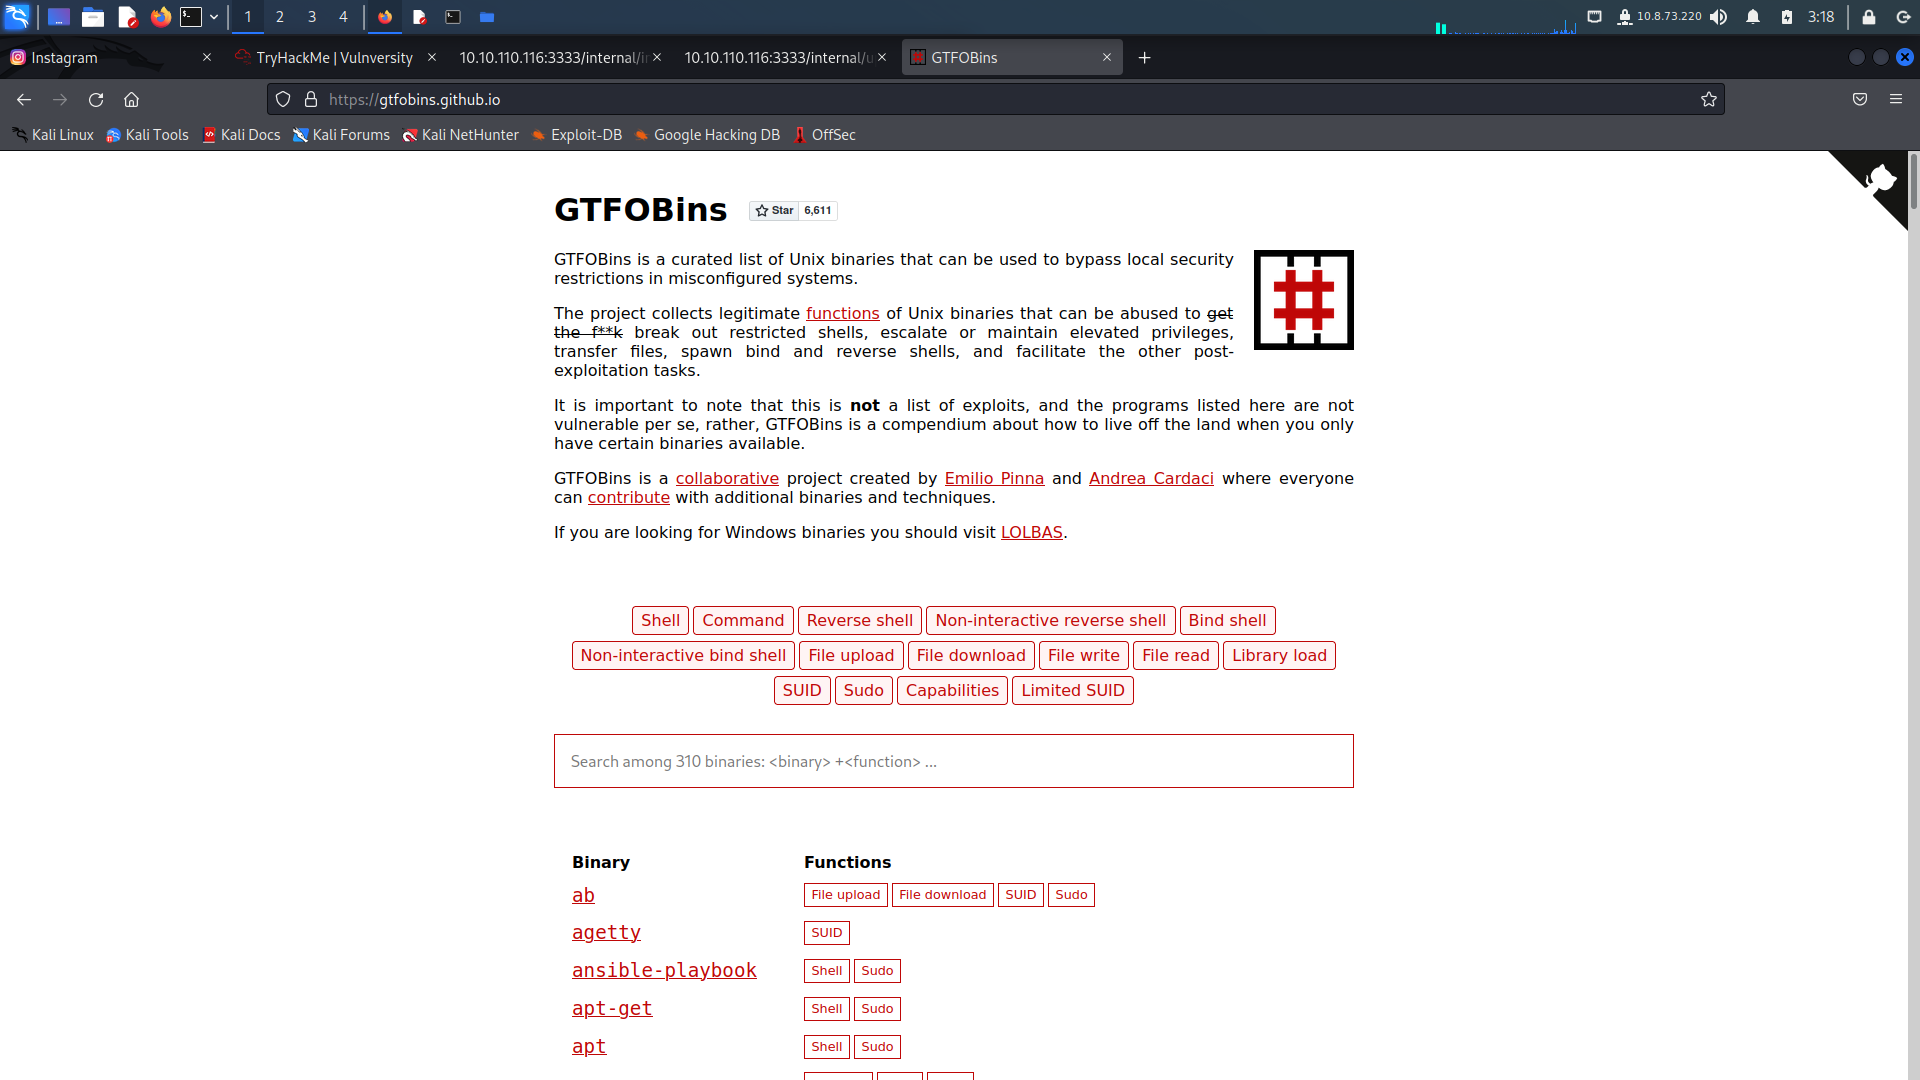 1 2 3 4 10.8.73.220 3:18
Instagram TryHackMe | Vulnversity 10.10.110.116:3333/internal/i 10.10.110.116:3333/internal/u GTFOBins
https://gtfobins.github.io
Kali Linux Kali Tools Kali Docs Kali Forums Kali NetHunter Exploit-DB Google Hacking DB OffSec
GTFOBins Star 6,611
GTFOBins is a curated list of Unix binaries that can be used to bypass local security
restrictions in misconfigured systems.
The project collects legitimate functions of Unix binaries that can be abused to get
the f**k break out restricted shells, escalate or maintain elevated privileges,
transfer files, spawn bind and reverse shells, and facilitate the other post-
exploitation tasks.
It is important to note that this is not a list of exploits, and the programs listed here are not
vulnerable per se, rather, GTFOBins is a compendium about how to live off the land when you only
have certain binaries available.
GTFOBins is a collaborative project created by Emilio Pinna and Andrea Cardaci where everyone
can contribute with additional binaries and techniques.
If you are looking for Windows binaries you should visit LOLBAS.
Shell Command Reverse shell Non-interactive reverse shell Bind shell
Non-interactive bind shell File upload File download File write File read Library load
SUID Sudo Capabilities Limited SUID
Search among 310 binaries: <binary> +<function> ...
Binary Functions
ab File upload File download SUID Sudo
agetty SUID
ansible-playbook Shell Sudo
apt-get Shell Sudo
apt Shell Sudo